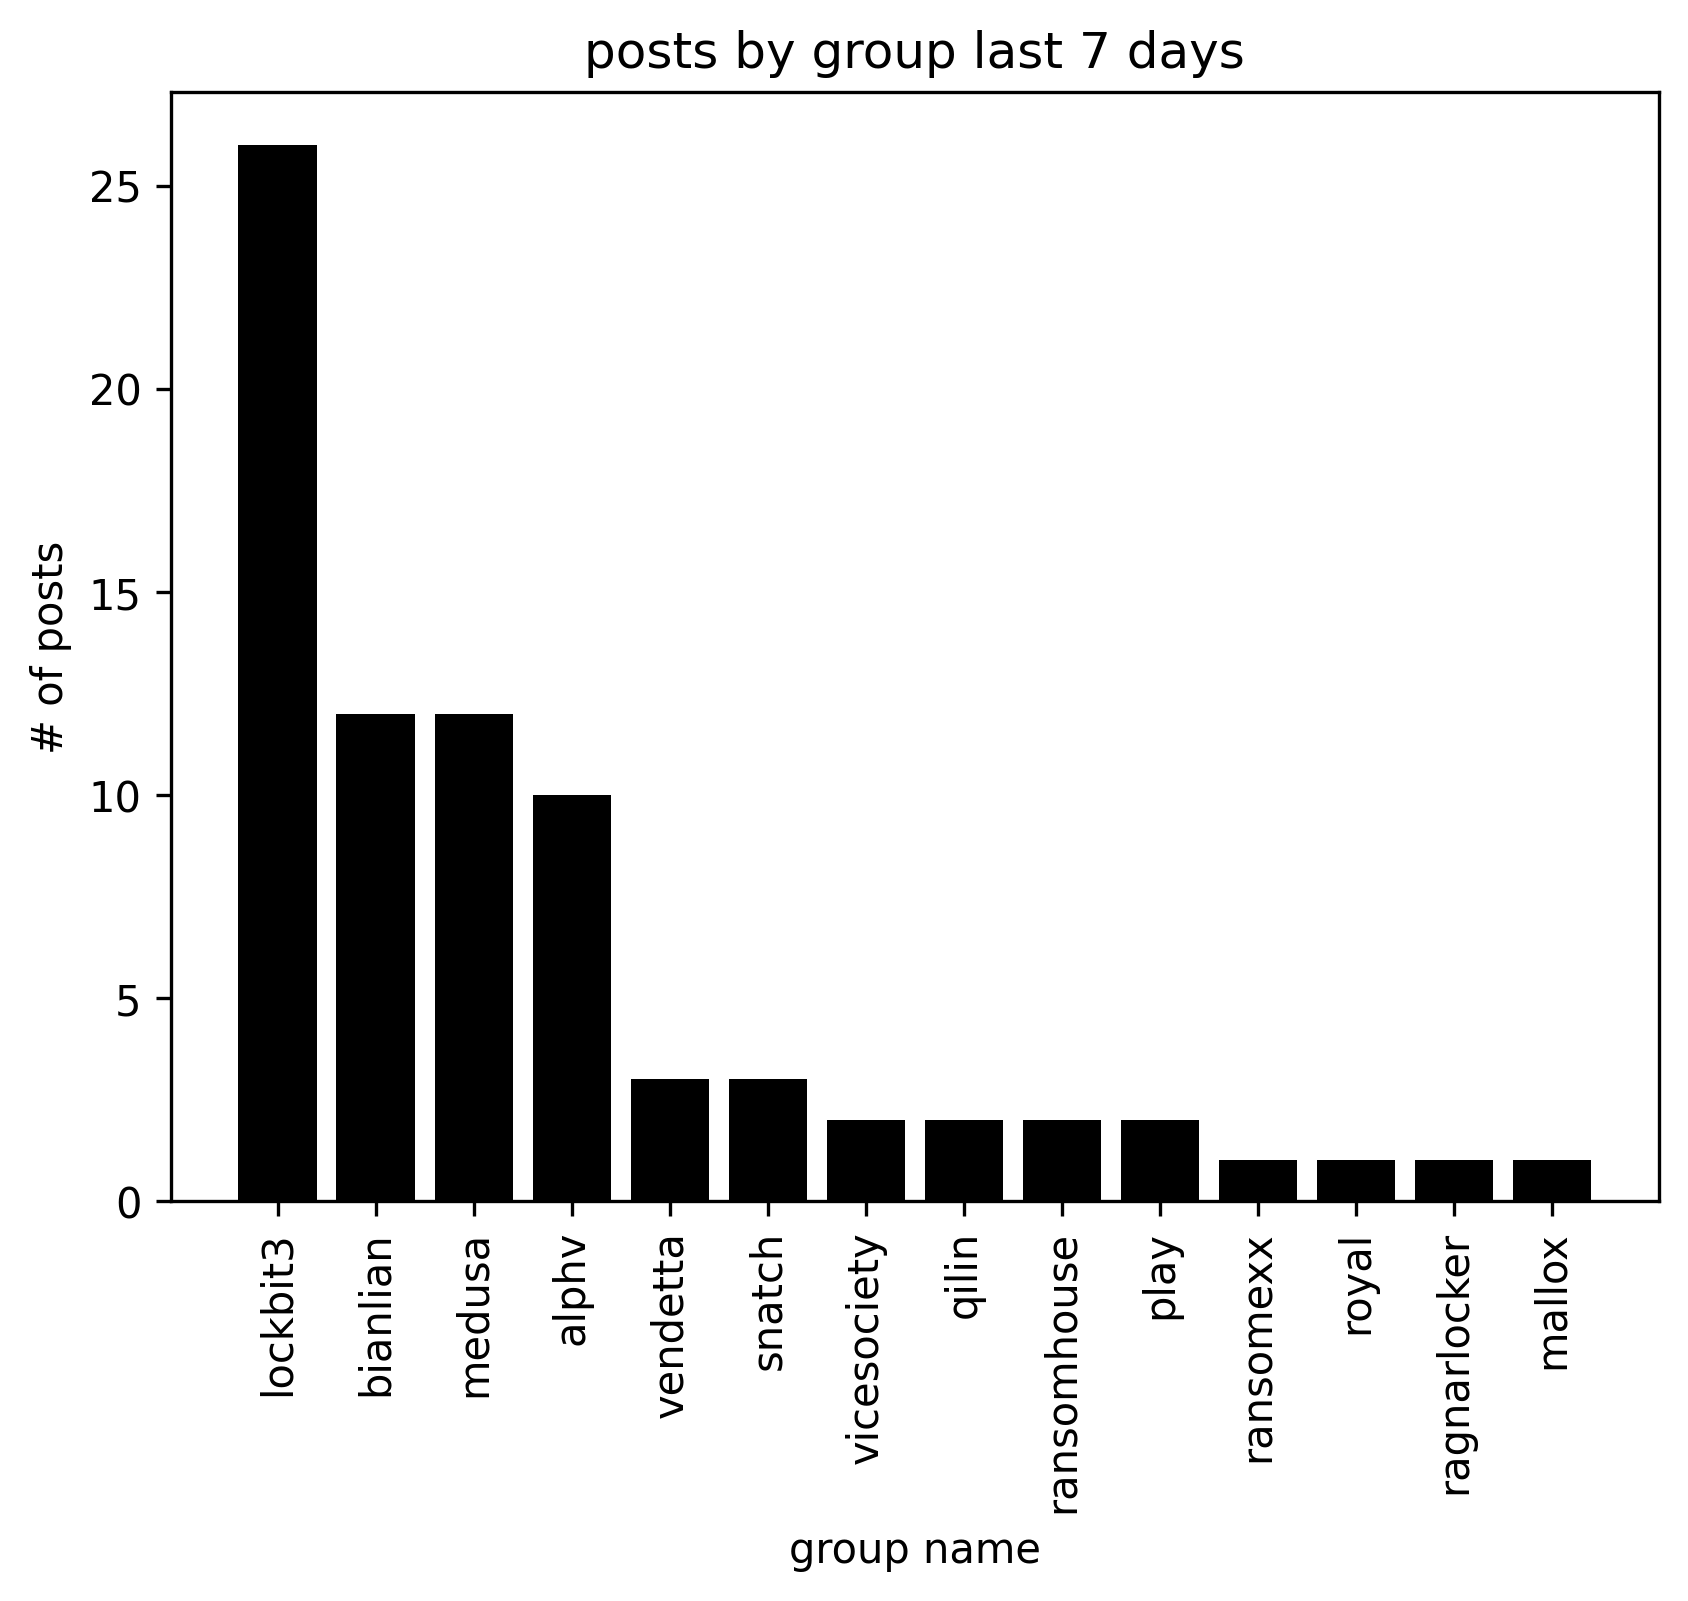 posts by group last 7 days
# of posts
25
20
15
10
5
0
lockbit3
bianlian
medusa
alphv
vendetta
snatch
vicesociety
qilin
ransomhouse
play
ransomexx
royal
ragnarlocker
mallox
group name